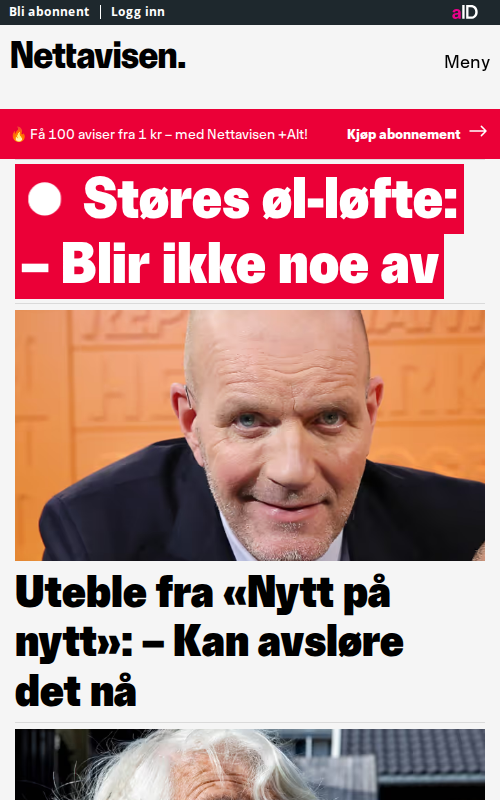 Bli abonnent
Logg inn
aID
Nettavisen.
Meny
🔥 Få 100 aviser fra 1 kr – med Nettavisen +Alt!
Kjøp abonnement →
Støres øl-løfte:
– Blir ikke noe av
Uteble fra «Nytt på
nytt»: – Kan avsløre
det nå